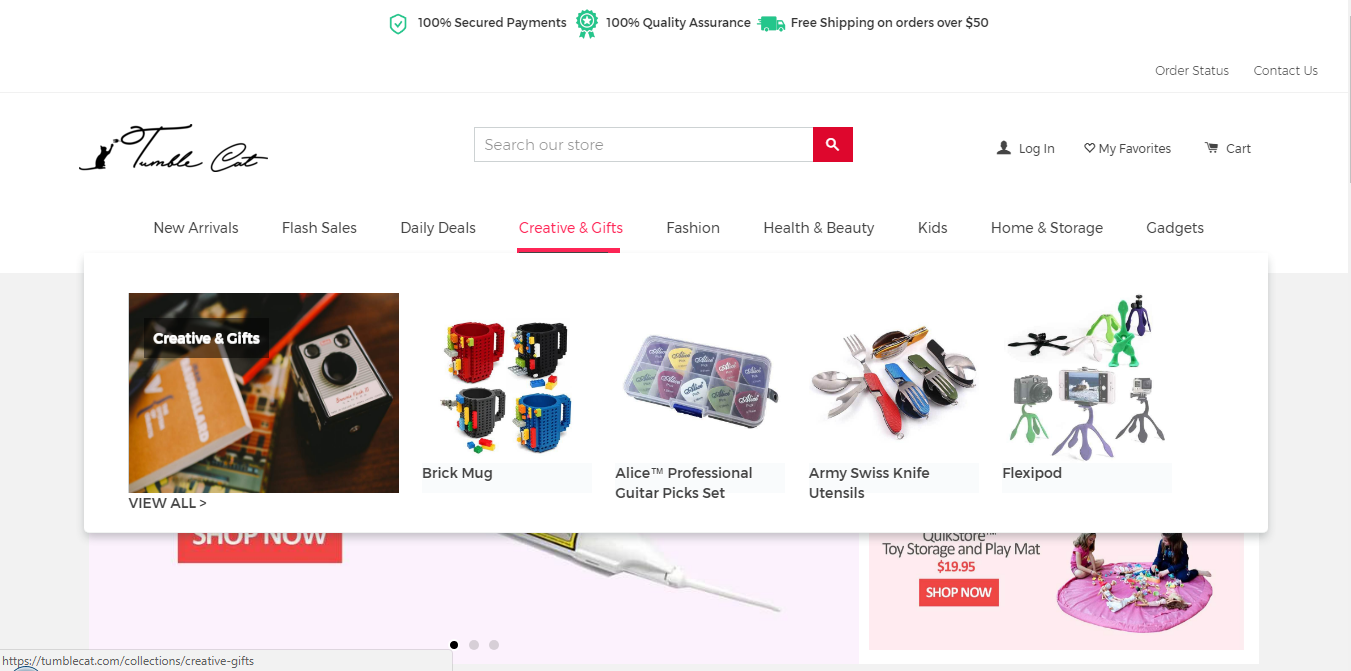 100% Secured Payments 100% Quality Assurance Free Shipping on orders over $50
Order Status Contact Us
Tumble Cat
Search our store
Log In My Favorites Cart
New Arrivals Flash Sales Daily Deals Creative & Gifts Fashion Health & Beauty Kids Home & Storage Gadgets
Creative & Gifts
Alice
Brick Mug
Alice™ Professional
Guitar Picks Set
Army Swiss Knife
Utensils
Flexipod
VIEW ALL >
SHOP NOW
QuikStore™
Toy Storage and Play Mat
$19.95
SHOP NOW
https://tumblecat.com/collections/creative-gifts